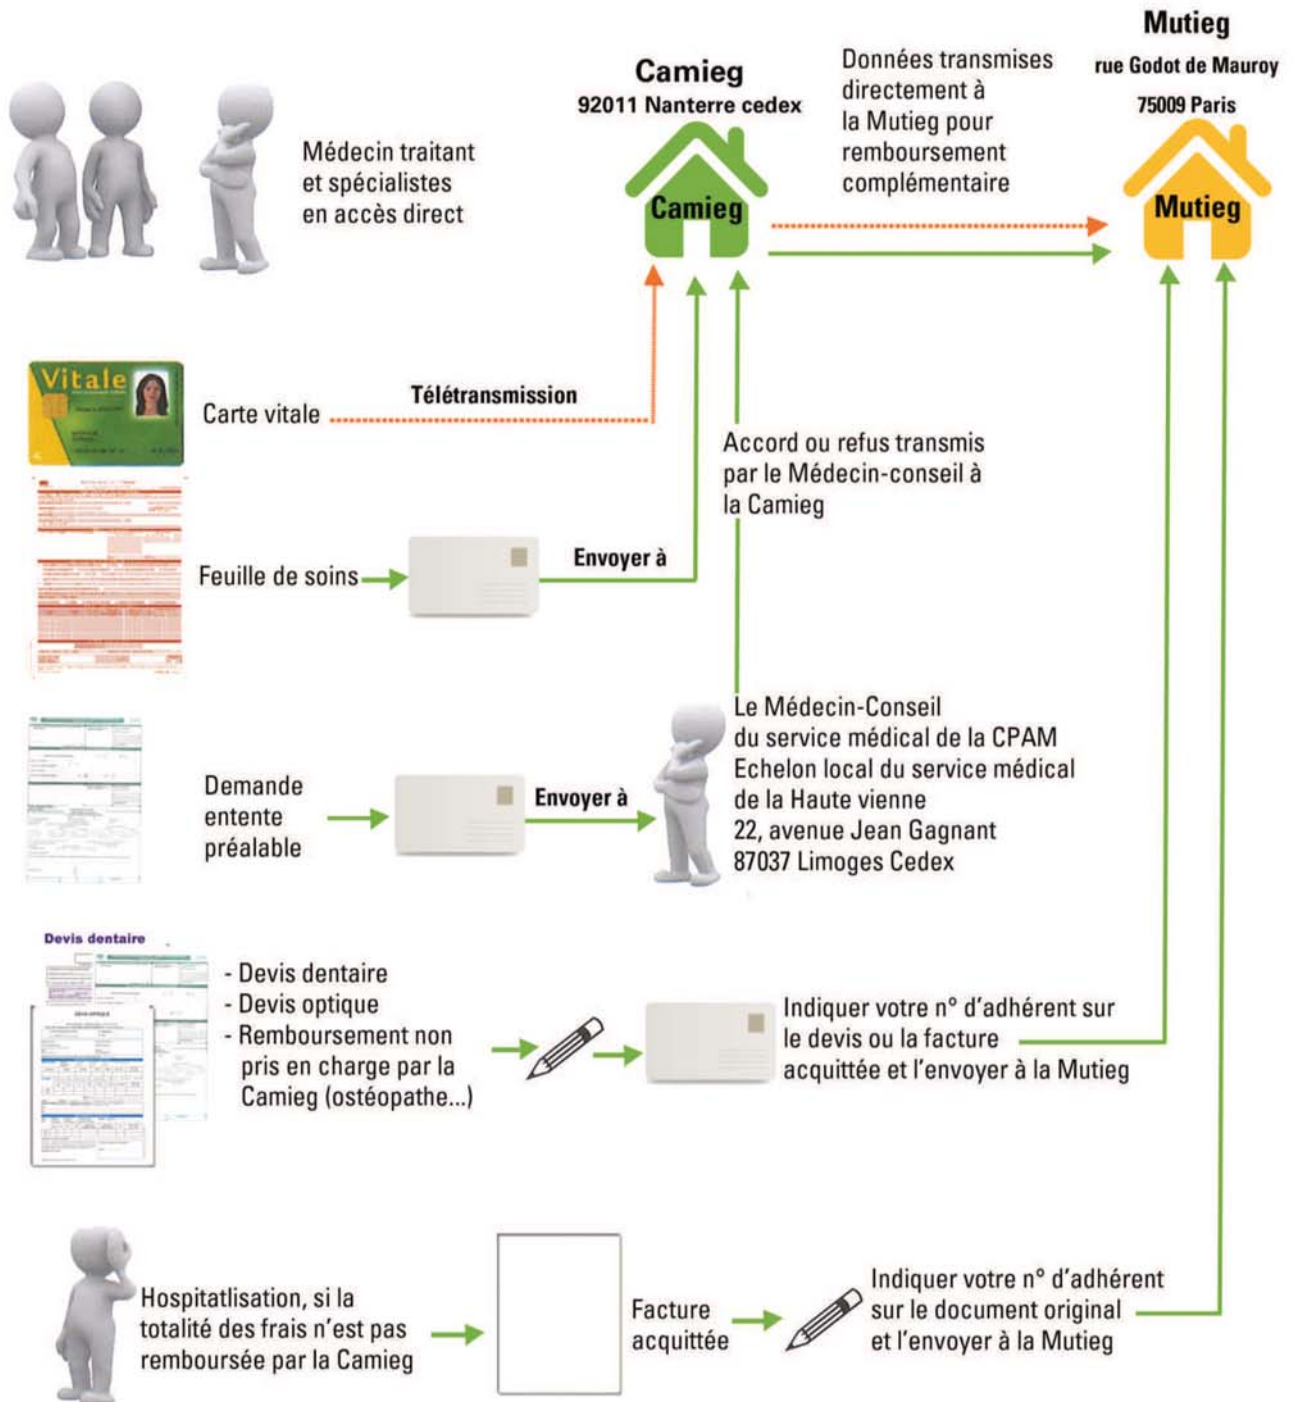 Mutieg
rue Godot de Mauroy
75009 Paris
Camieg
92011 Nanterre cedex
Données transmises
directement à
la Mutieg pour
remboursement
complémentaire
Médecin traitant
et spécialistes
en accès direct
Camieg
Mutieg
Vitale
Carte vitale
Télétransmission
Accord ou refus transmis
par le Médecin-conseil à
la Camieg
Feuille de soins
Envoyer à
Demande
entente
préalable
Envoyer à
Le Médecin-Conseil
du service médical de la CPAM
Echelon local du service médical
de la Haute vienne
22, avenue Jean Gagnant
87037 Limoges Cedex
Devis dentaire
- Devis dentaire
- Devis optique
- Remboursement non
pris en charge par la
Camieg (ostéopathe...)
DEVIS OPTIQUE
Indiquer votre n° d'adhérent sur
le devis ou la facture
acquittée et l'envoyer à la Mutieg
Hospitatlisation, si la
totalité des frais n'est pas
remboursée par la Camieg
Facture
acquittée
Indiquer votre n° d'adhérent
sur le document original
et l'envoyer à la Mutieg